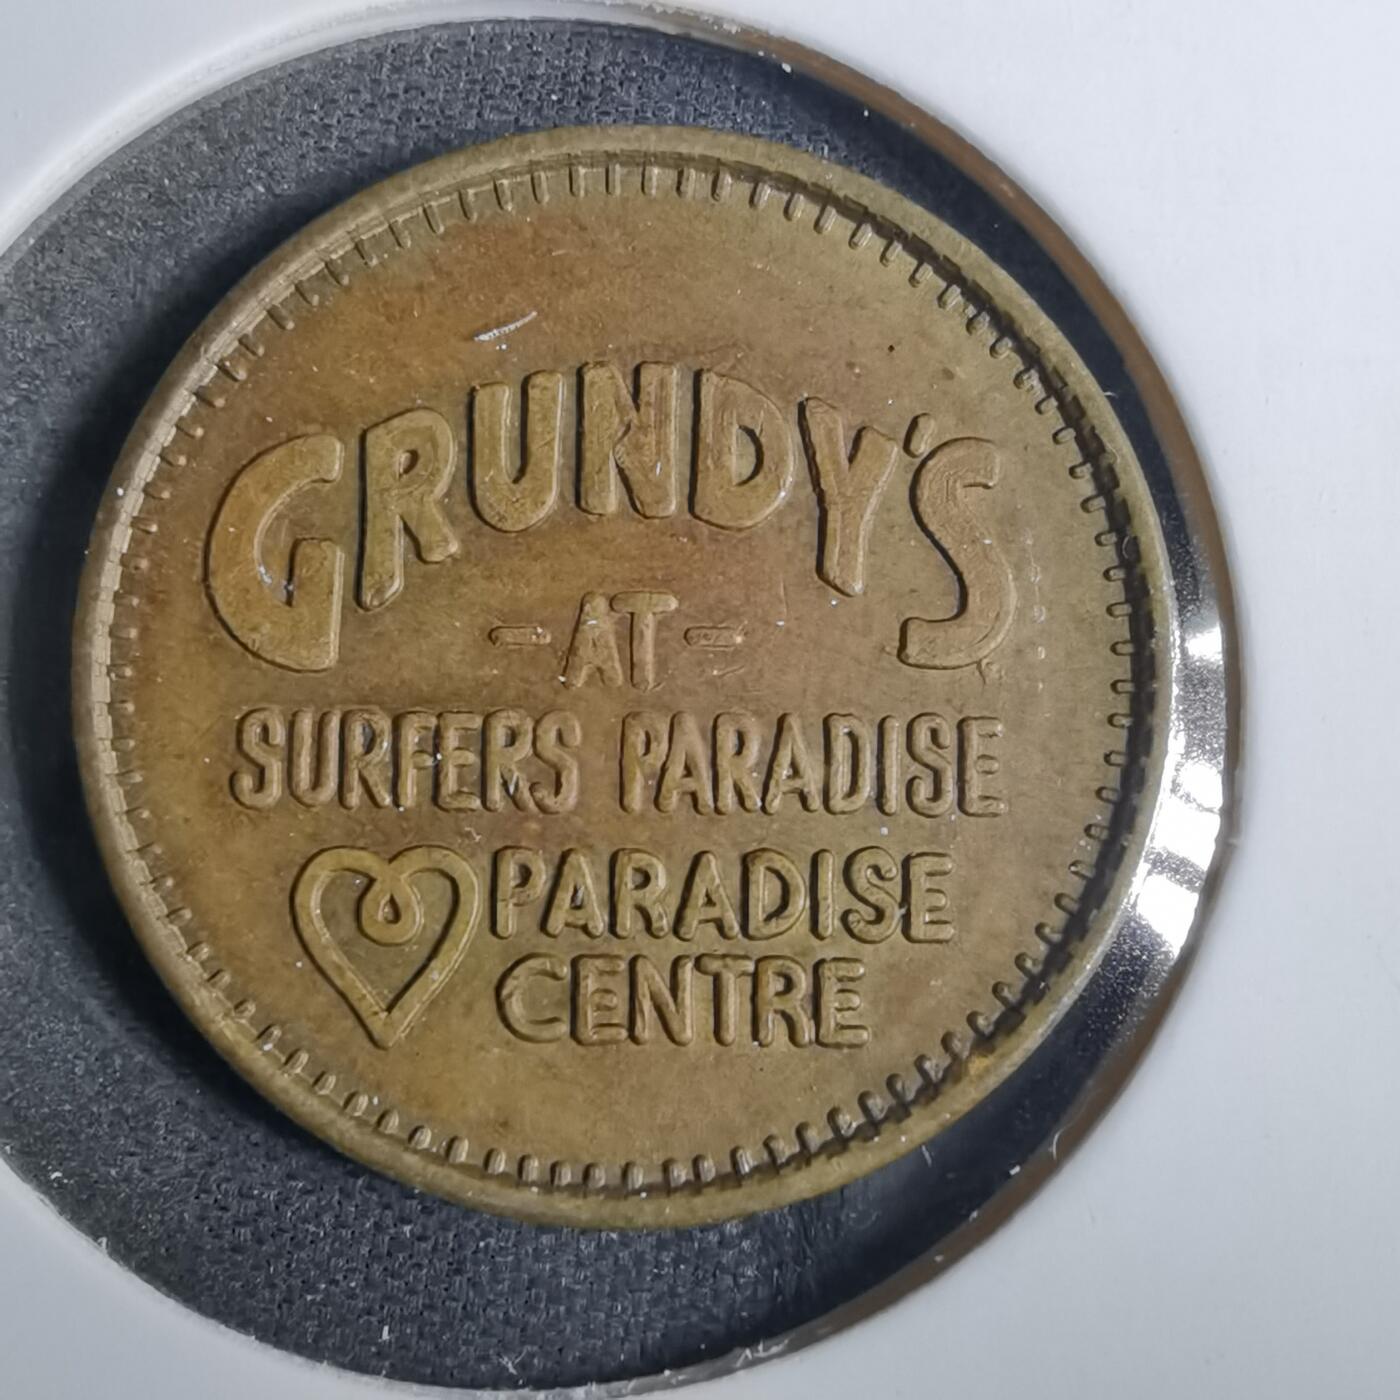 GRUNDY'S
- AT -
SURFERS PARADISE
PARADISE
CENTRE